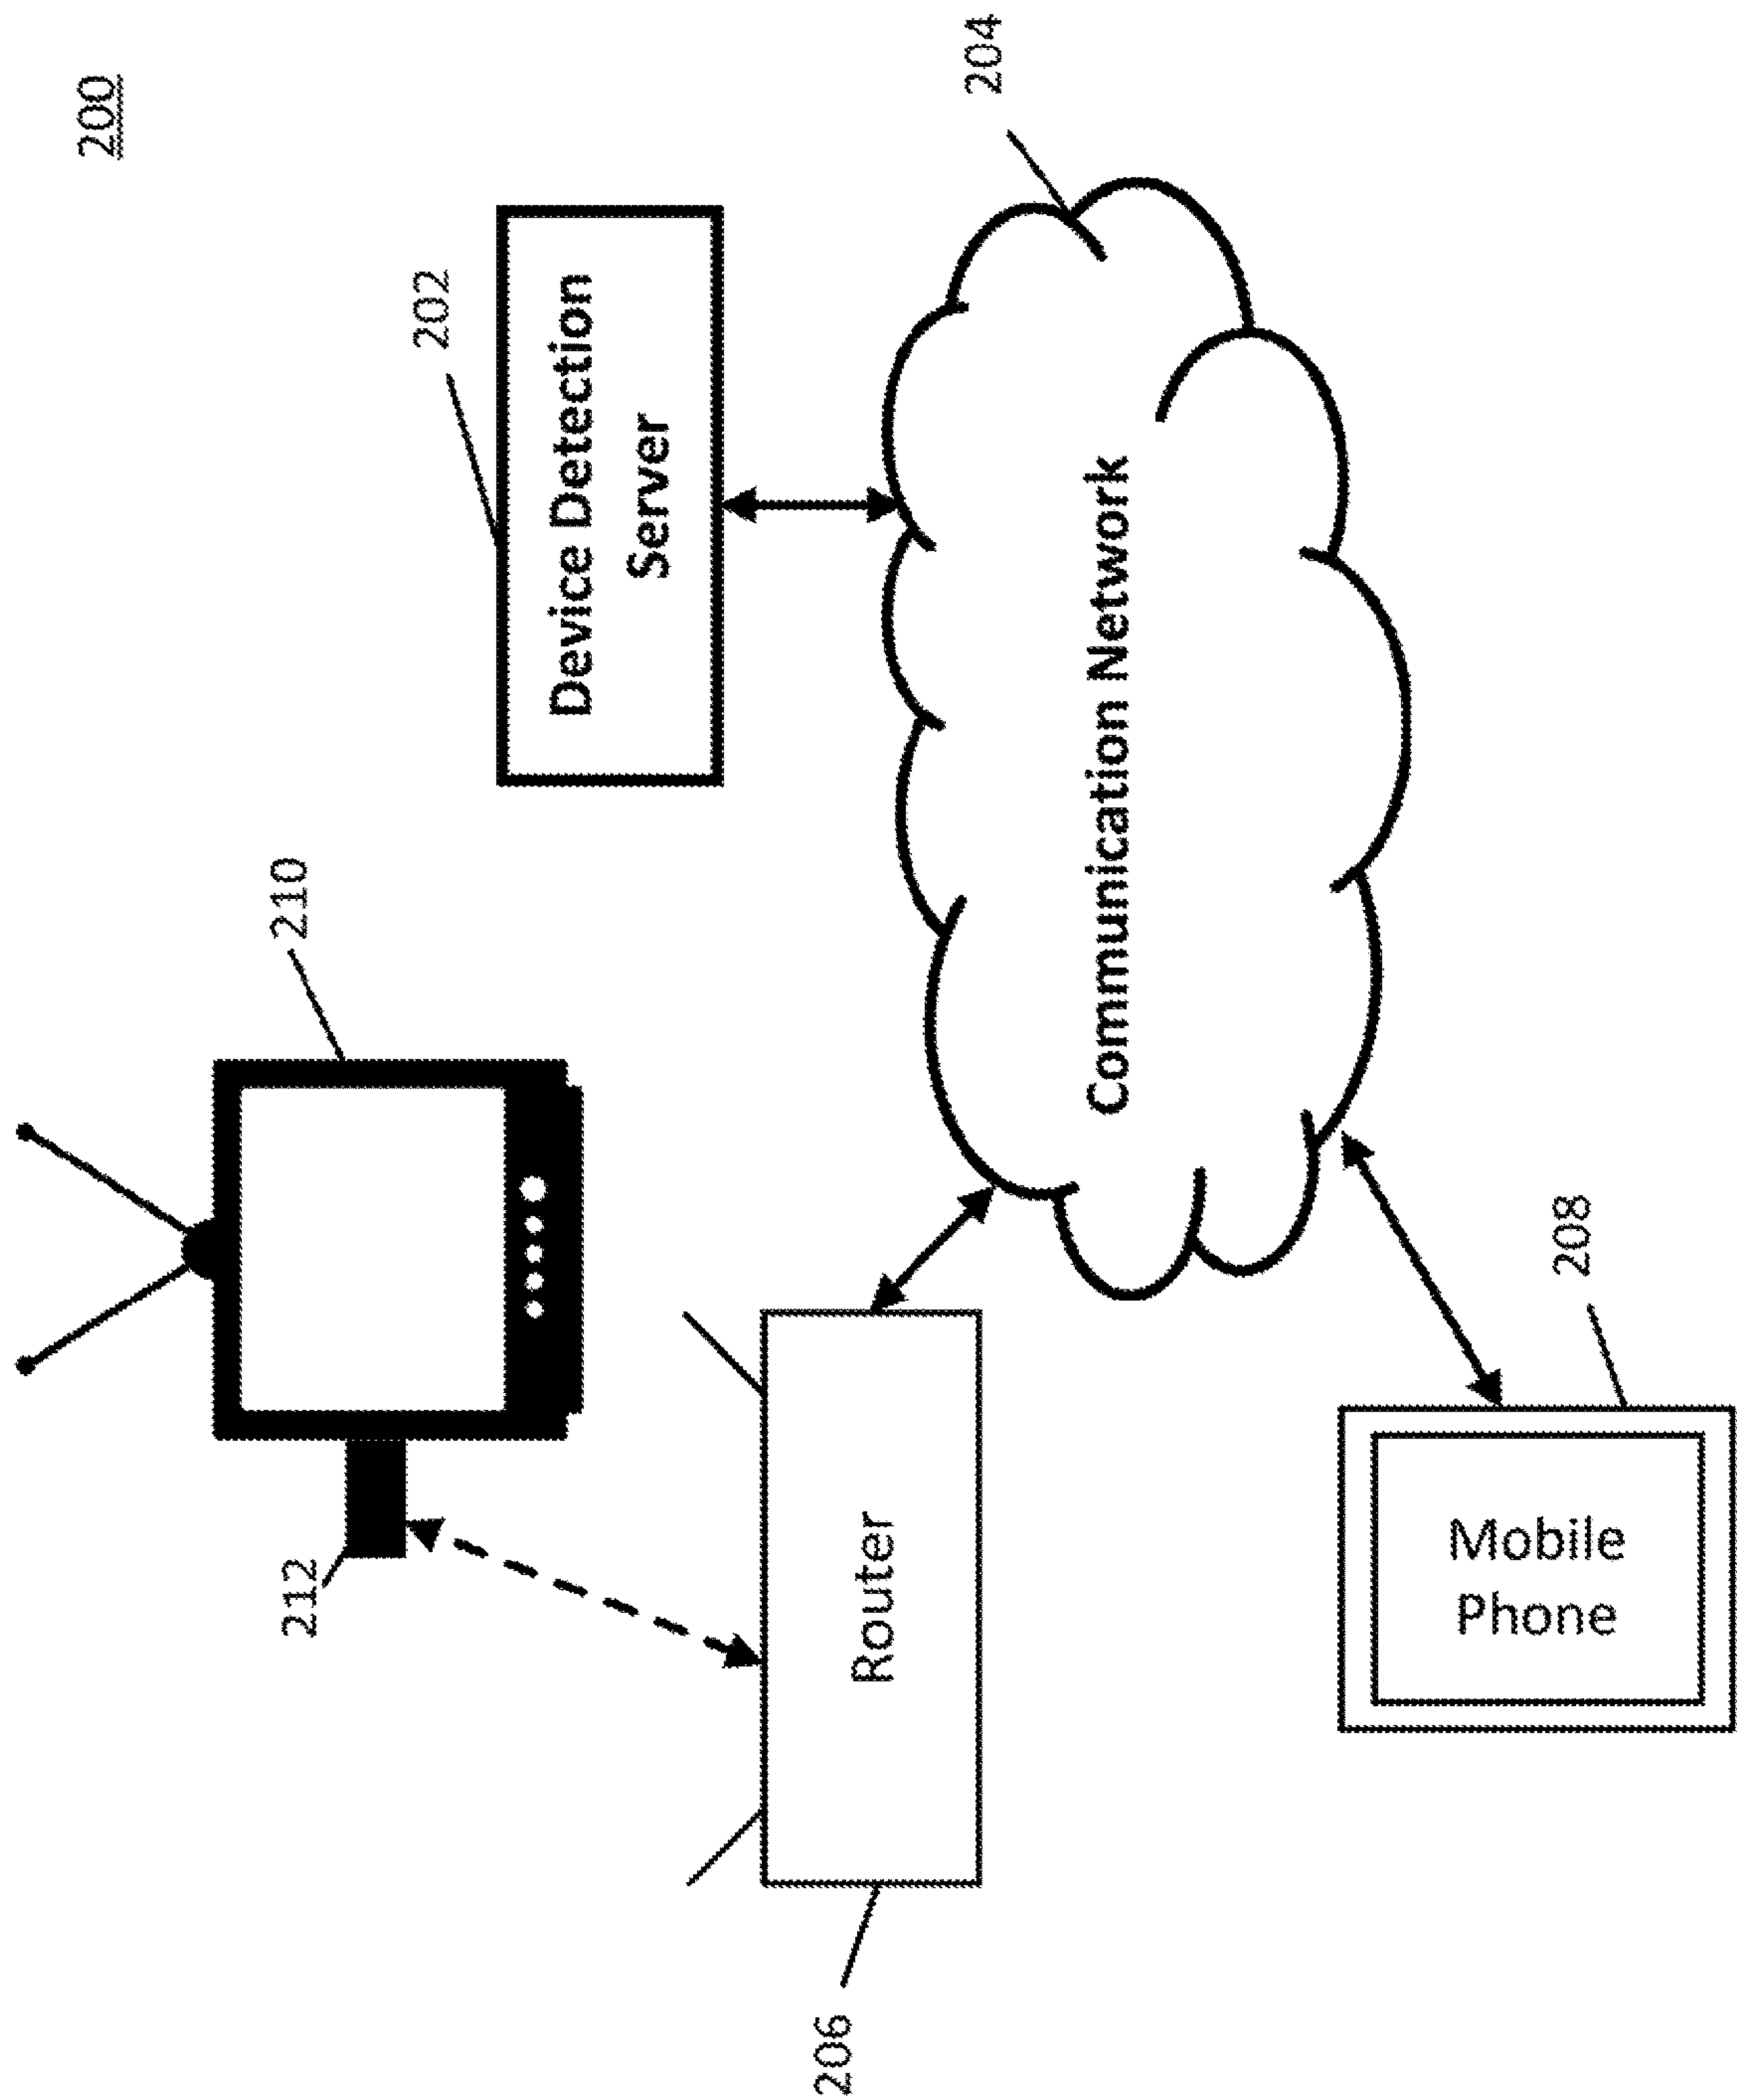 200
202
Device Detection
Server
204
Communication Network
210
212
Router
206
208
Mobile
Phone